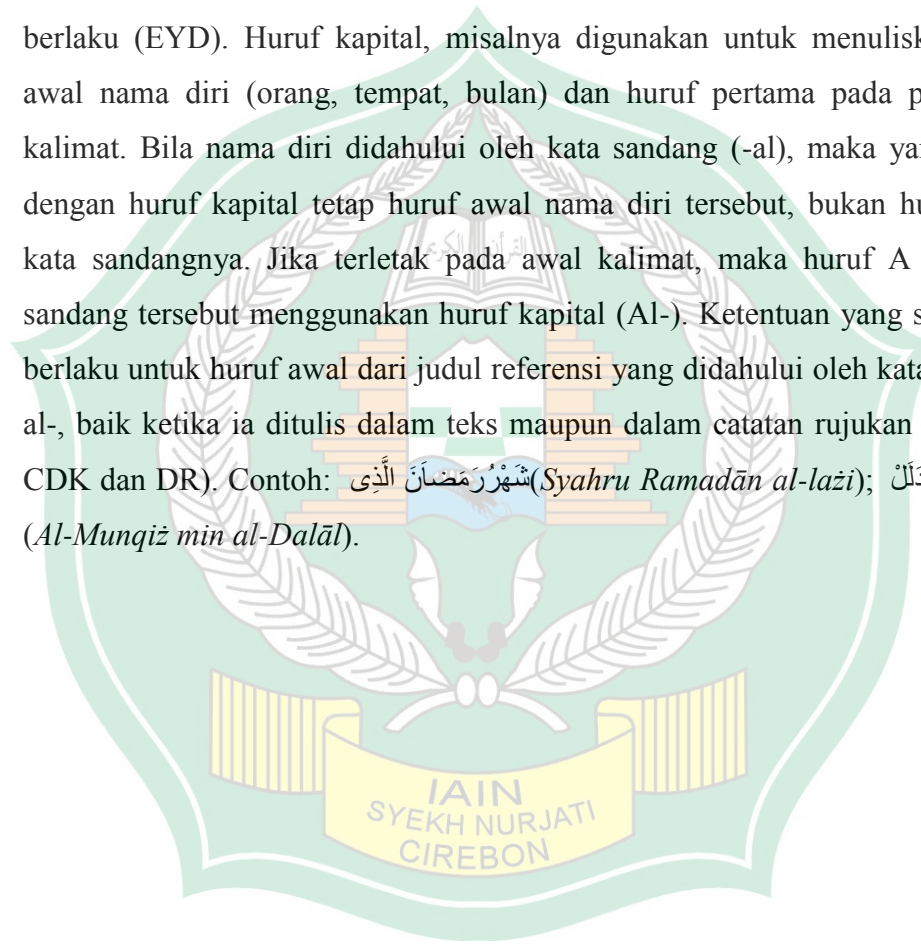 berlaku (EYD). Huruf kapital, misalnya digunakan untuk menulisk
awal nama diri (orang, tempat, bulan) dan huruf pertama pada p
kalimat. Bila nama diri didahului oleh kata sandang (-al), maka ya
dengan huruf kapital tetap huruf awal nama diri tersebut, bukan hu
kata sandangnya. Jika terletak pada awal kalimat, maka huruf A
sandang tersebut menggunakan huruf kapital (Al-). Ketentuan yang s
berlaku untuk huruf awal dari judul referensi yang didahului oleh kata
al-, baik ketika ia ditulis dalam teks maupun dalam catatan rujukan
CDK dan DR). Contoh: شَهْرُرَمَضاَنَ الَّذِى(Syahru Ramadān al-lażi);
(Al-Munqiż min al-Dalāl).
القرأن الكريم
IAIN
SYEKH NURJATI
CIREBON